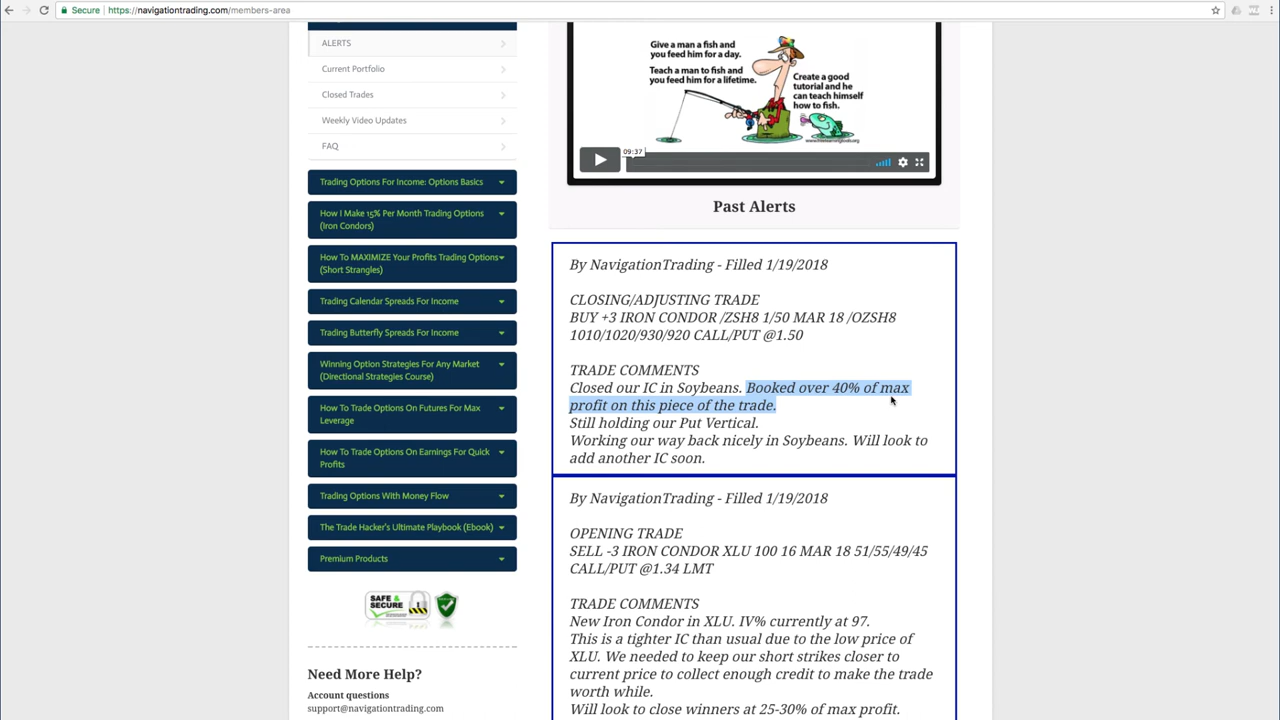 Secure https://navigationtrading.com/members-area
ALERTS
Current Portfolio
Closed Trades
Weekly Video Updates
FAQ
Trading Options For Income: Options Basics
How I Make 15% Per Month Trading Options
(Iron Condors)
How To MAXIMIZE Your Profits Trading Options
(Short Strangles)
Trading Calendar Spreads For Income
Trading Butterfly Spreads For Income
Winning Option Strategies For Any Market
(Directional Strategies Course)
How To Trade Options On Futures For Max
Leverage
How To Trade Options On Earnings For Quick
Profits
Trading Options With Money Flow
The Trade Hacker's Ultimate Playbook (Ebook)
Premium Products
SAFE &
SECURE
Need More Help?
Account questions
support@navigationtrading.com
Give a man a fish and
you feed him for a day.
Teach a man to fish and
you feed him for a lifetime.
Create a good
tutorial and he
can teach himself
how to fish.
09:37
Past Alerts
By NavigationTrading - Filled 1/19/2018
CLOSING/ADJUSTING TRADE
BUY +3 IRON CONDOR /ZSH8 1/50 MAR 18 /OZSH8
1010/1020/930/920 CALL/PUT @1.50
TRADE COMMENTS
Closed our IC in Soybeans. Booked over 40% of max
profit on this piece of the trade.
Still holding our Put Vertical.
Working our way back nicely in Soybeans. Will look to
add another IC soon.
By NavigationTrading - Filled 1/19/2018
OPENING TRADE
SELL -3 IRON CONDOR XLU 100 16 MAR 18 51/55/49/45
CALL/PUT @1.34 LMT
TRADE COMMENTS
New Iron Condor in XLU. IV% currently at 97.
This is a tighter IC than usual due to the low price of
XLU. We needed to keep our short strikes closer to
current price to collect enough credit to make the trade
worth while.
Will look to close winners at 25-30% of max profit.